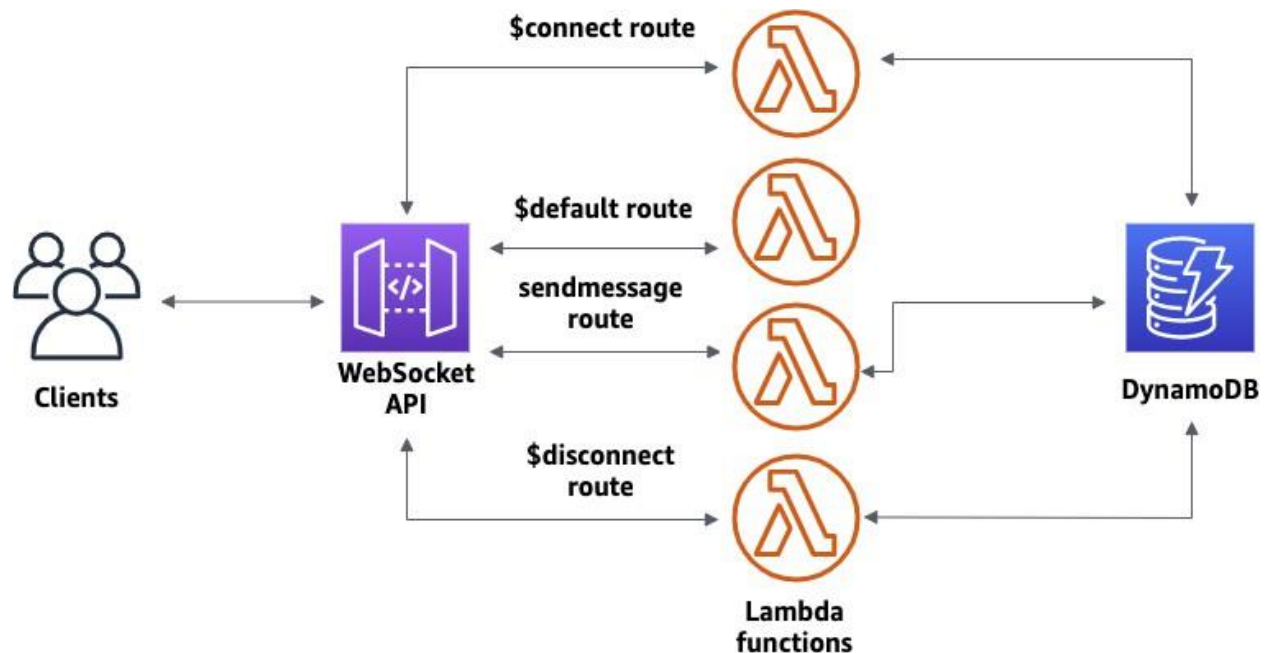 $connect route
$default route
sendmessage
route
</>
WebSocket
API
Clients
DynamoDB
$disconnect
route
Lambda
functions